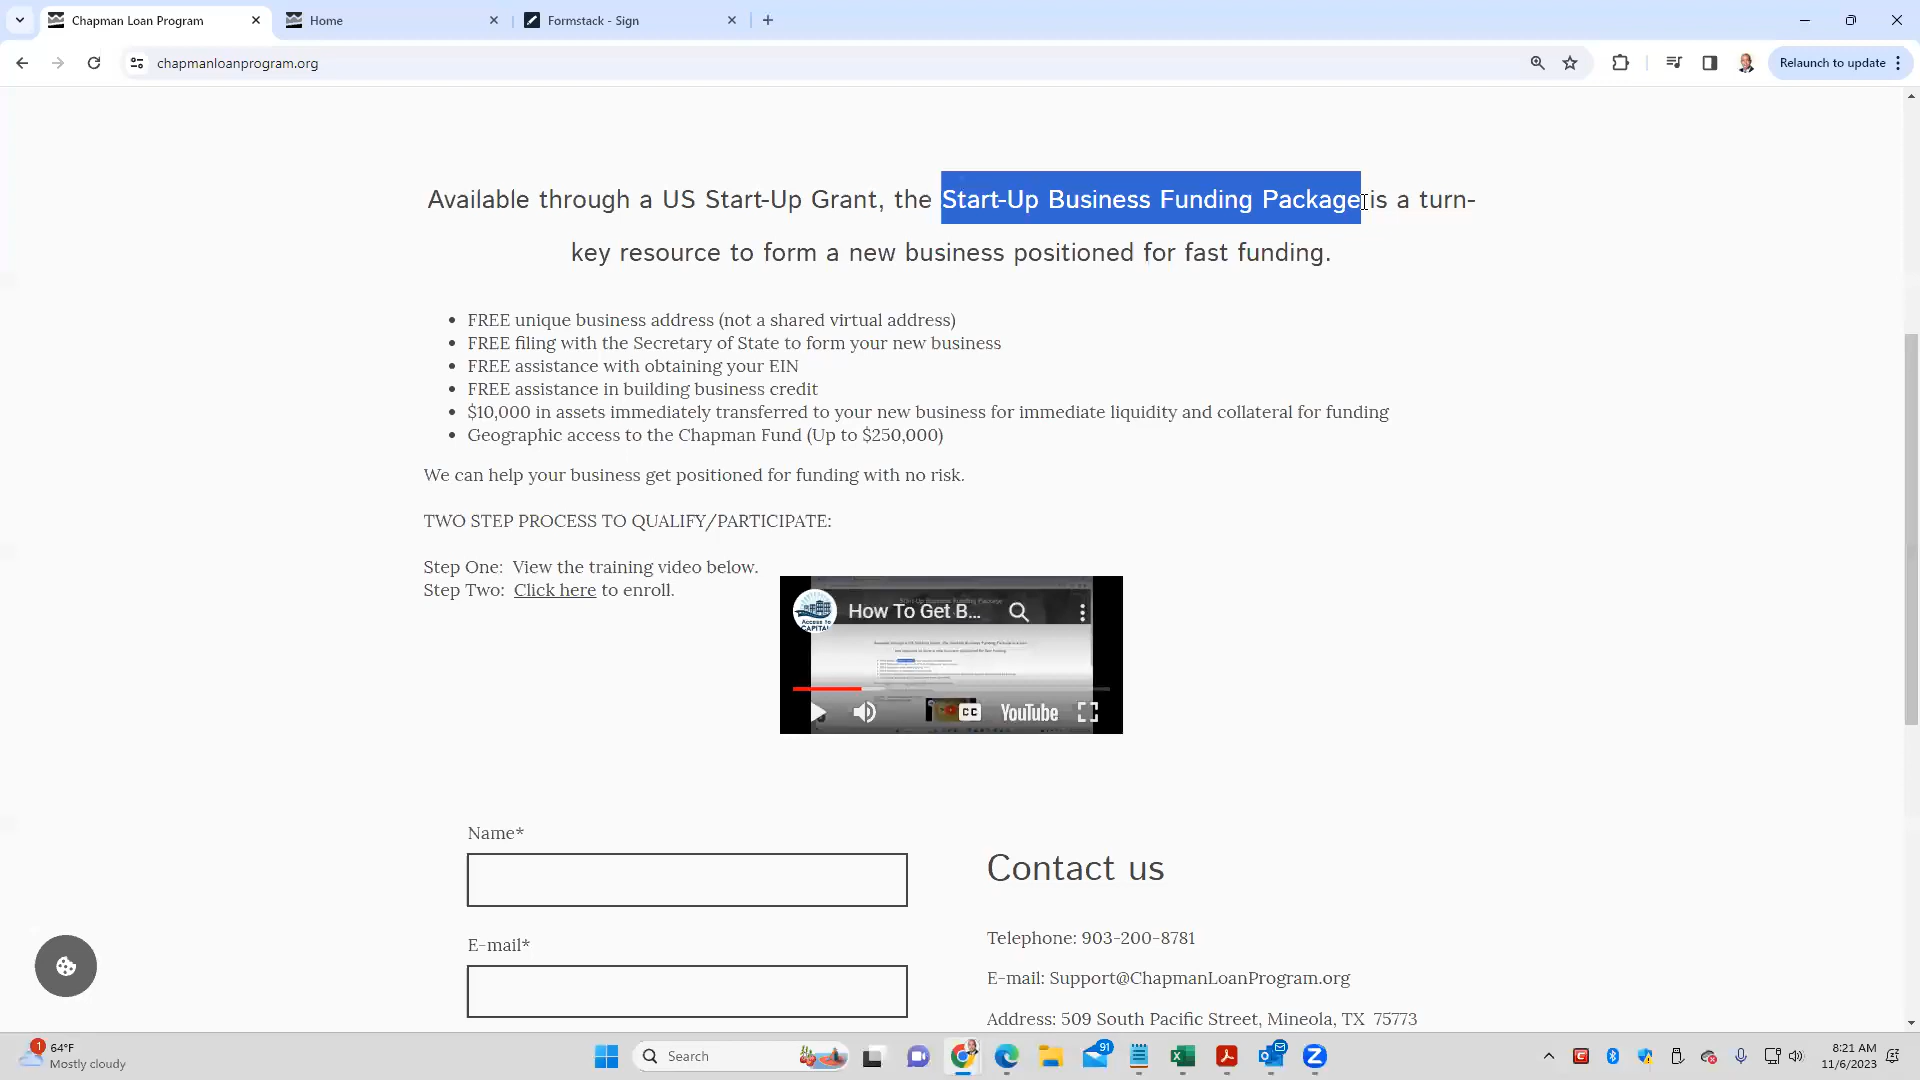 Chapman Loan Program
Home
Formstack - Sign
chapmanloanprogram.org
Relaunch to update
Available through a US Start-Up Grant, the Start-Up Business Funding Package is a turn-
key resource to form a new business positioned for fast funding.
• FREE unique business address (not a shared virtual address)
• FREE filing with the Secretary of State to form your new business
• FREE assistance with obtaining your EIN
• FREE assistance in building business credit
• $10,000 in assets immediately transferred to your new business for immediate liquidity and collateral for funding
• Geographic access to the Chapman Fund (Up to $250,000)
We can help your business get positioned for funding with no risk.
TWO STEP PROCESS TO QUALIFY/PARTICIPATE:
Step One: View the training video below.
Step Two: Click here to enroll.
Access to
CAPITAL
How To Get B...
CC
YouTube
Name*
Contact us
Telephone: 903-200-8781
E-mail*
E-mail: Support@ChapmanLoanProgram.org
Address: 509 South Pacific Street, Mineola, TX 75773
1
64°F
Mostly cloudy
Search
91
8:21 AM
11/6/2023